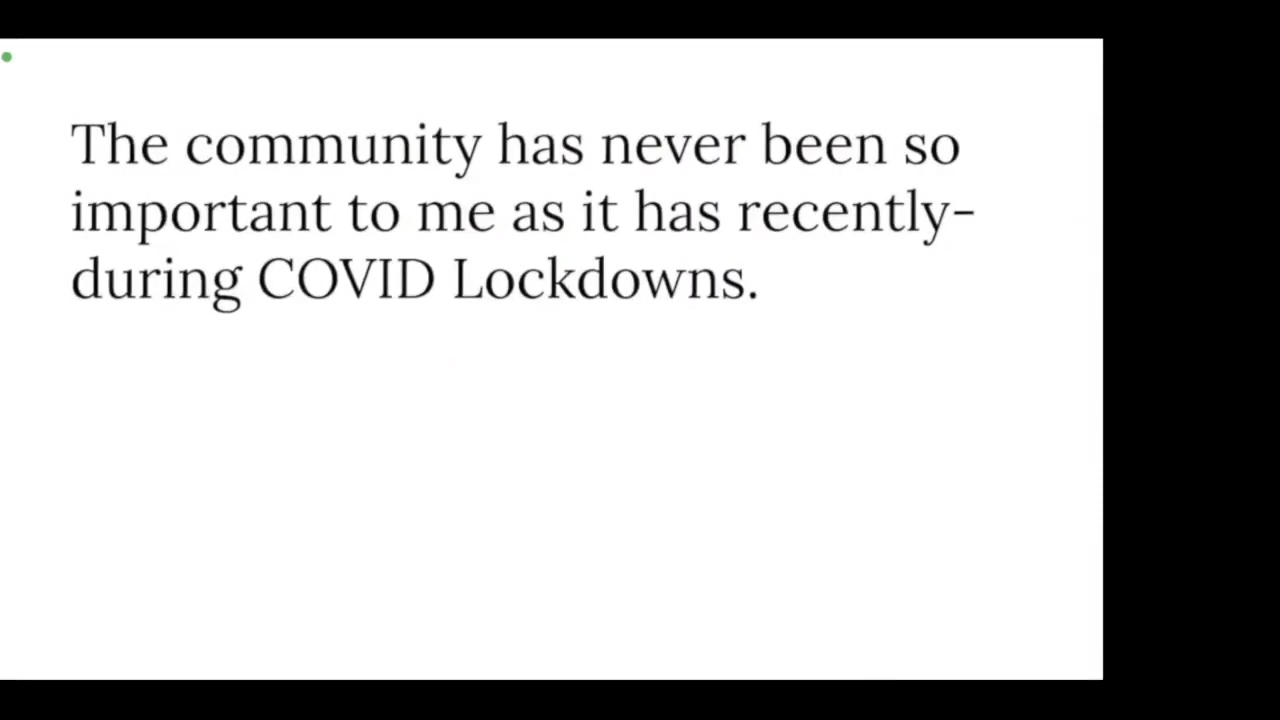 The community has never been so
important to me as it has recently-
during COVID Lockdowns.